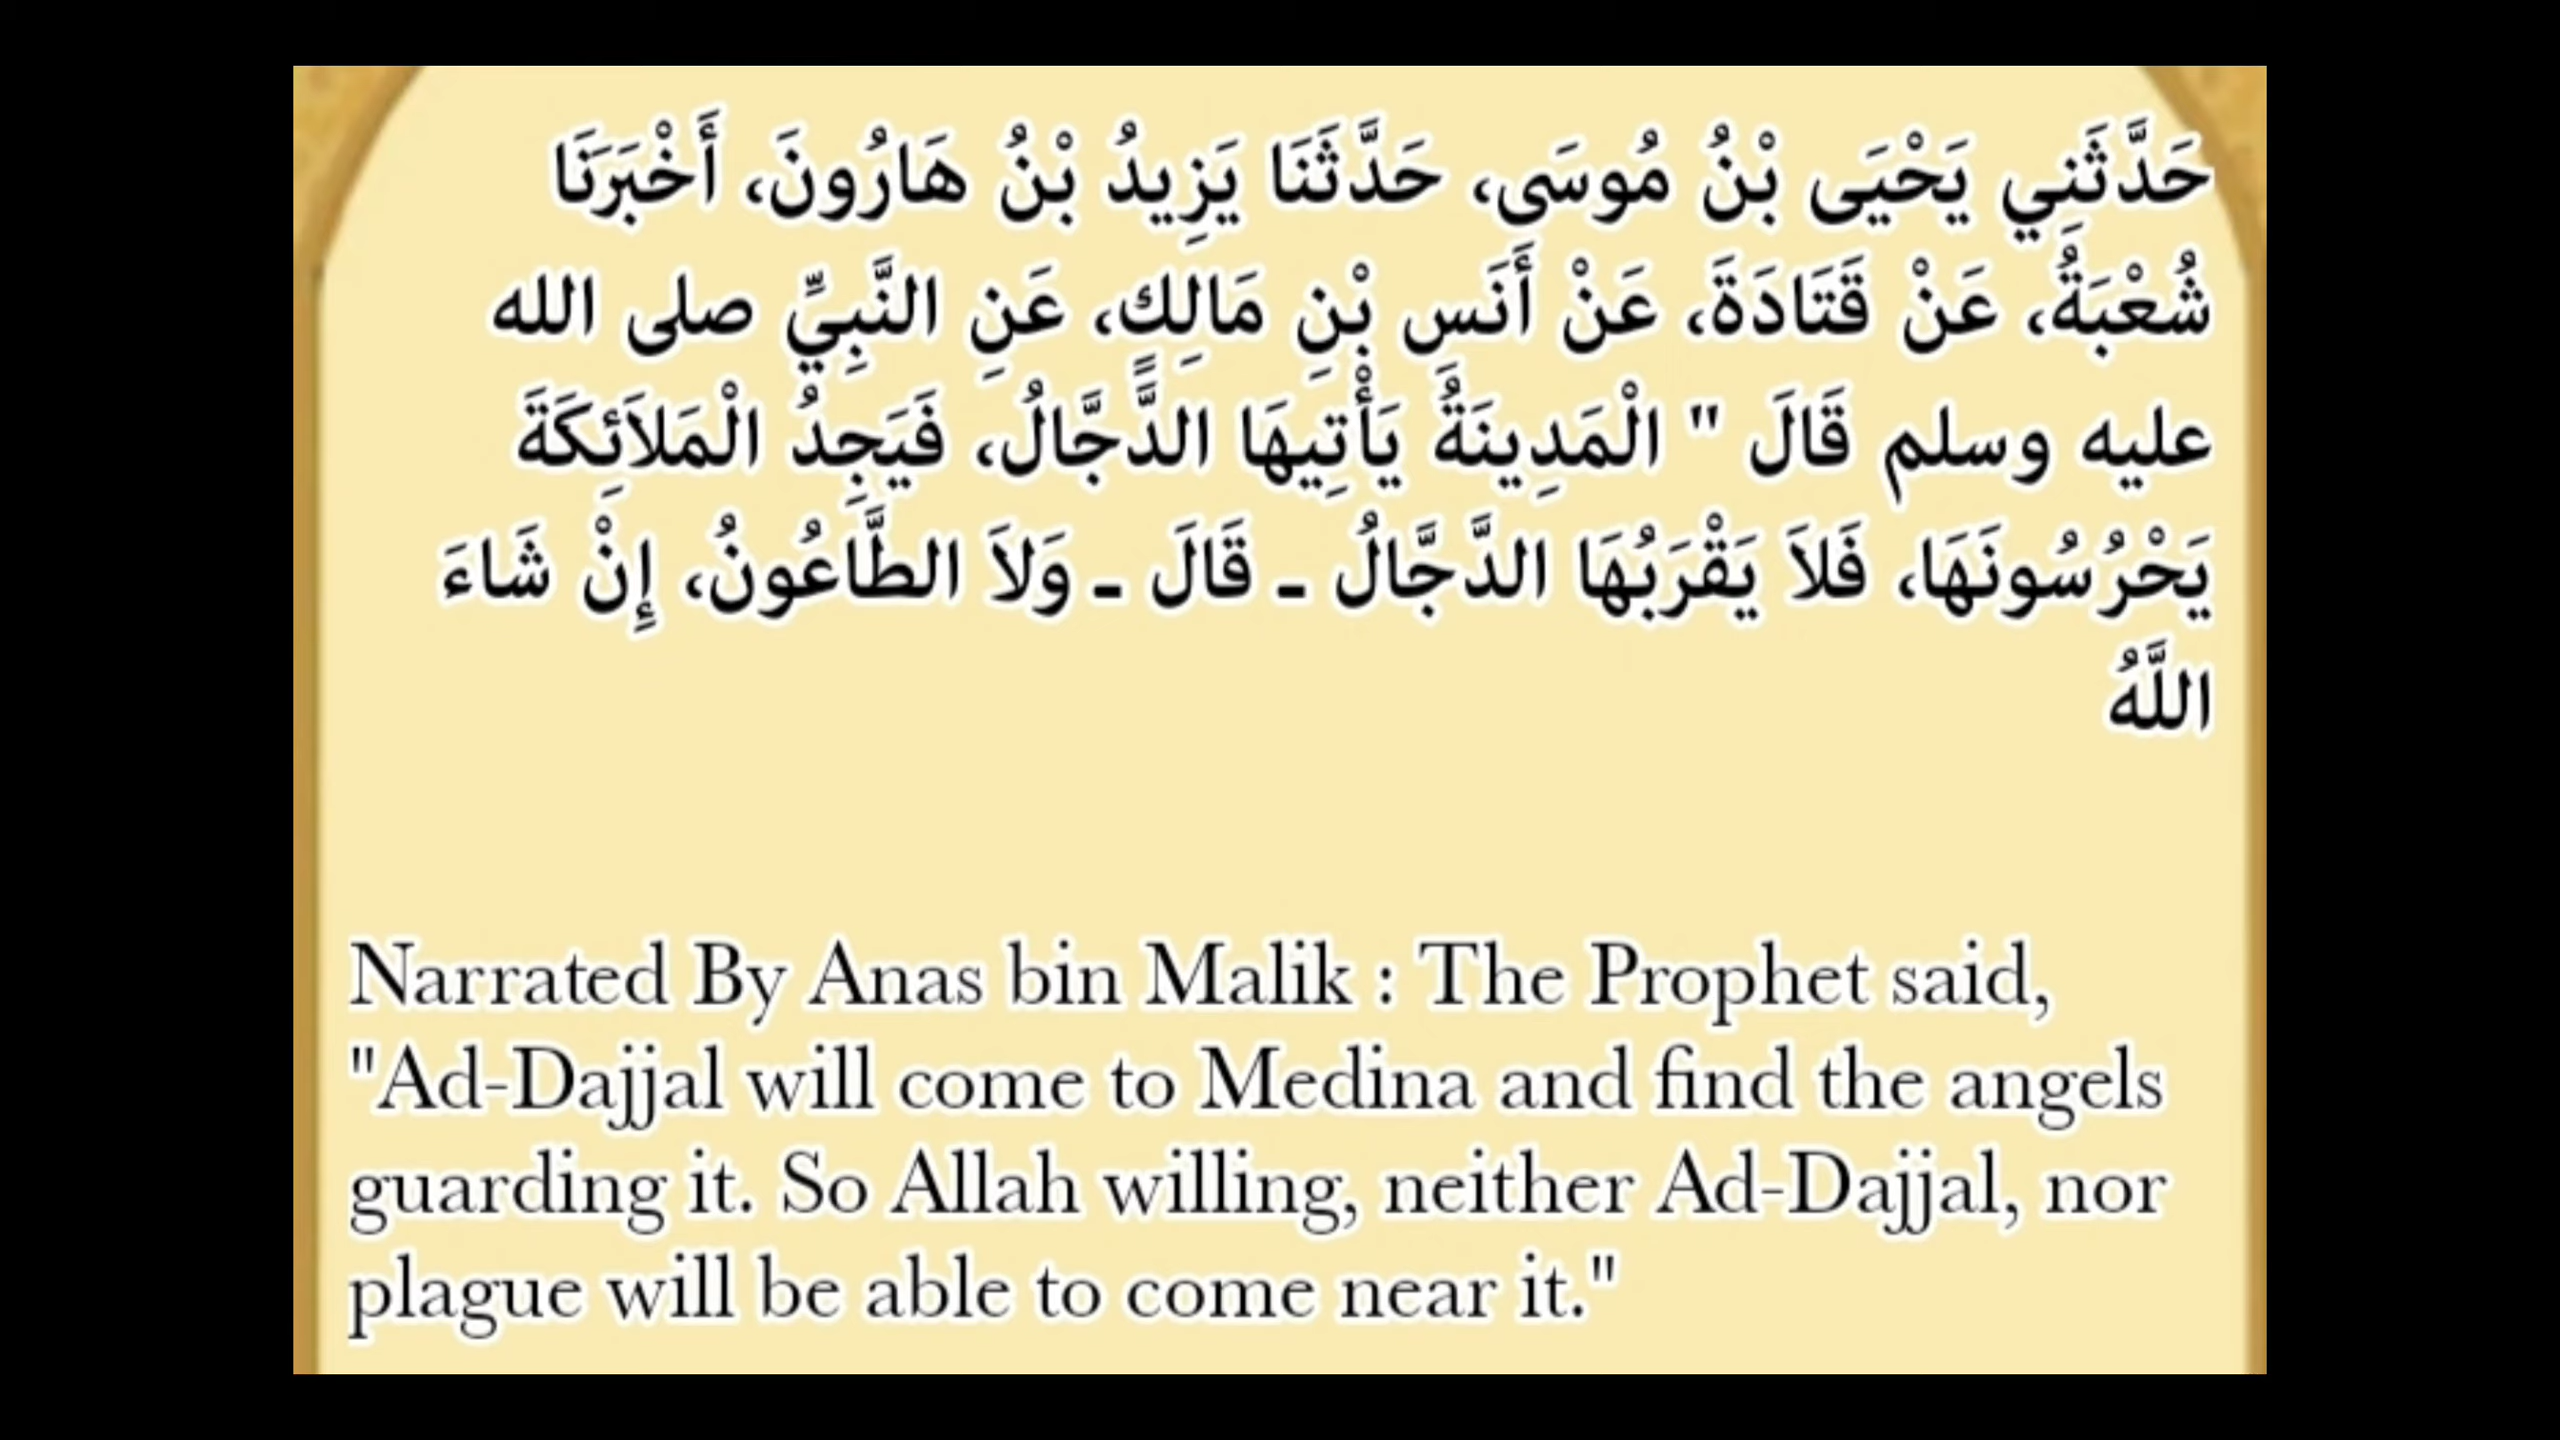 حَدَّثَنِي يَحْيَى بْنُ مُوسَى، حَدَّثَنَا يَزِيدُ بْنُ هَارُونَ، أَخْبَرَنَا
شُعْبَةُ، عَنْ قَتَادَةَ، عَنْ أَنَسِ بْنِ مَالِكٍ، عَنِ النَّبِيِّ صلى الله
عليه وسلم قَالَ " الْمَدِينَةُ يَأْتِيهَا الدَّجَّالُ، فَيَجِدُ الْمَلاَئِكَةَ
يَحْرُسُونَهَا، فَلاَ يَقْرَبُهَا الدَّجَّالُ ـ قَالَ ـ وَلاَ الطَّاعُونُ، إِنْ شَاءَ
اللَّهُ
Narrated By Anas bin Malik : The Prophet said,
"Ad-Dajjal will come to Medina and find the angels
guarding it. So Allah willing, neither Ad-Dajjal, nor
plague will be able to come near it."